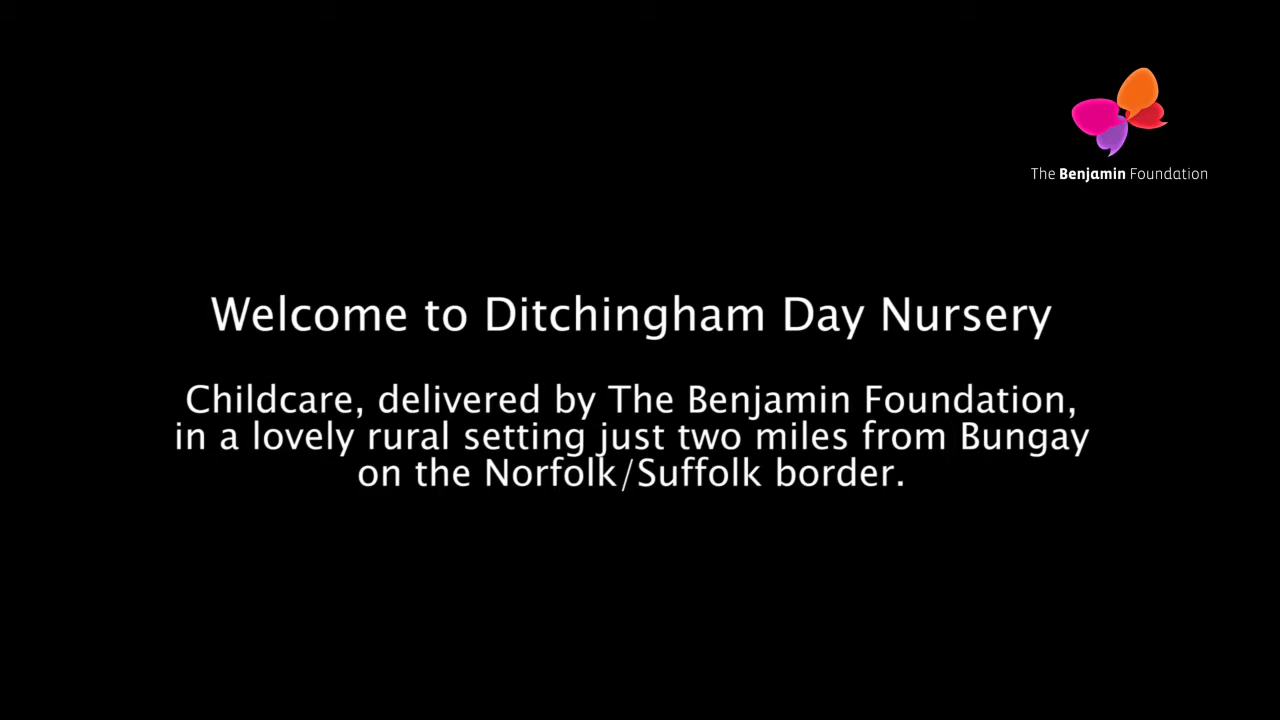 The Benjamin Foundation
Welcome to Ditchingham Day Nursery
Childcare, delivered by The Benjamin Foundation,
in a lovely rural setting just two miles from Bungay
on the Norfolk/Suffolk border.